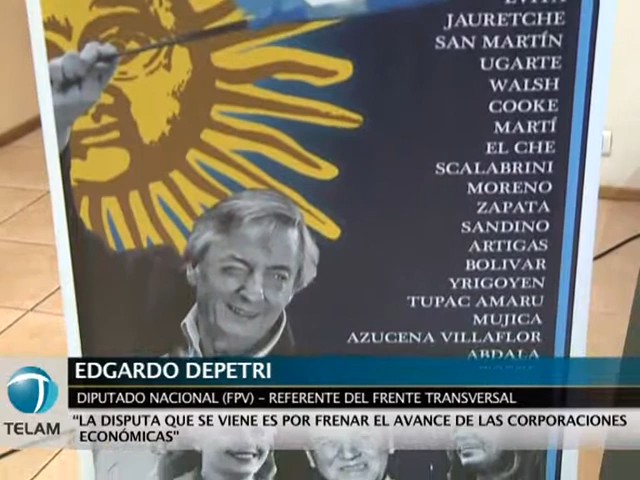 EVITA
JAURETCHE
SAN MARTÍN
UGARTE
WALSH
COOKE
MARTÍ
EL CHE
SCALABRINI
MORENO
ZAPATA
SANDINO
ARTIGAS
BOLIVAR
YRIGOYEN
TUPAC AMARU
MUJICA
AZUCENA VILLAFLOR
ABDALA
EDGARDO DEPETRI
DIPUTADO NACIONAL (FPV) – REFERENTE DEL FRENTE TRANSVERSAL
"LA DISPUTA QUE SE VIENE ES POR FRENAR EL AVANCE DE LAS CORPORACIONES
ECONÓMICAS"
TELAM